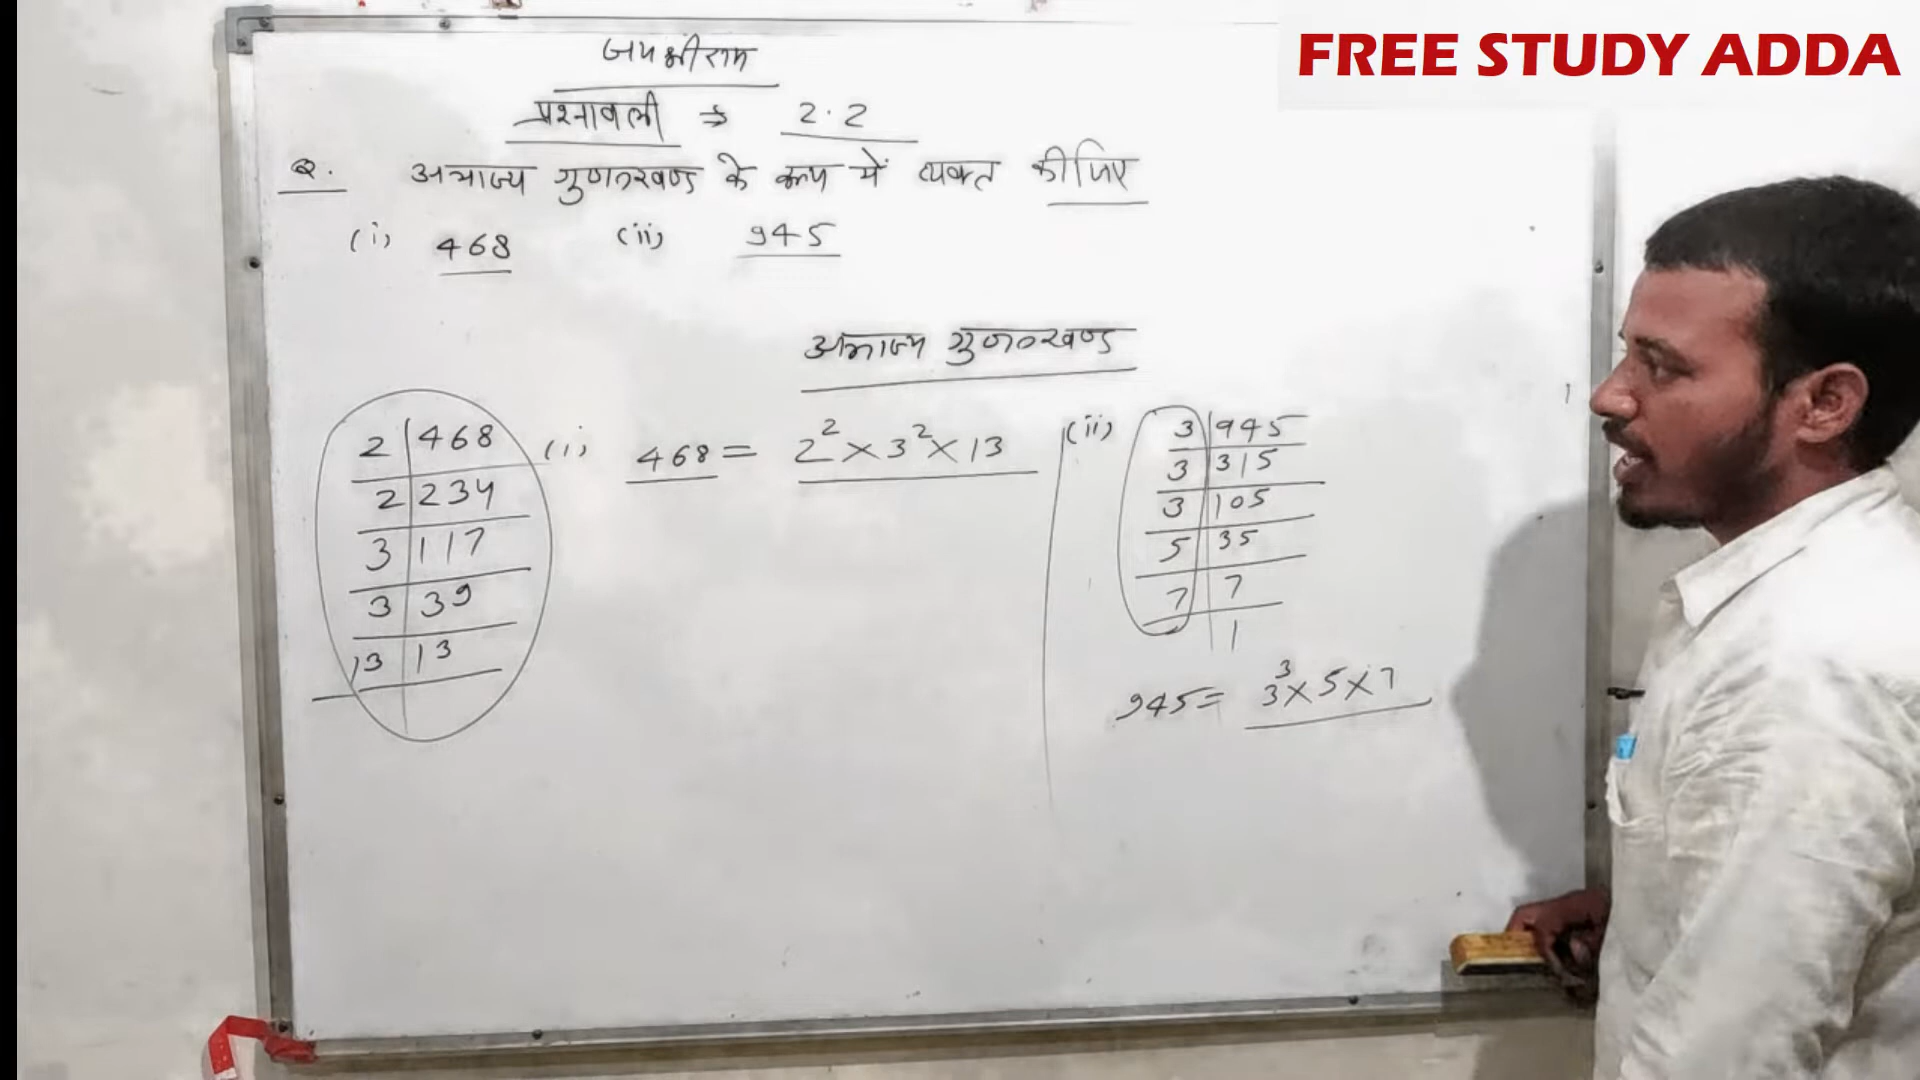 FREE STUDY ADDA
जय श्री राम
प्रश्नावली ⇒ 2.2
Q. अभाज्य गुणनखण्ड के रूप में व्यक्त कीजिए
(i) 468 (ii) 945
अभाज्य गुणनखण्ड
2 | 468
2 | 234
3 | 117
3 | 39
13 | 13
(i) 468 = 2² × 3² × 13
(ii)
3 | 945
3 | 315
3 | 105
5 | 35
7 | 7
1
945 = 3³ × 5 × 7